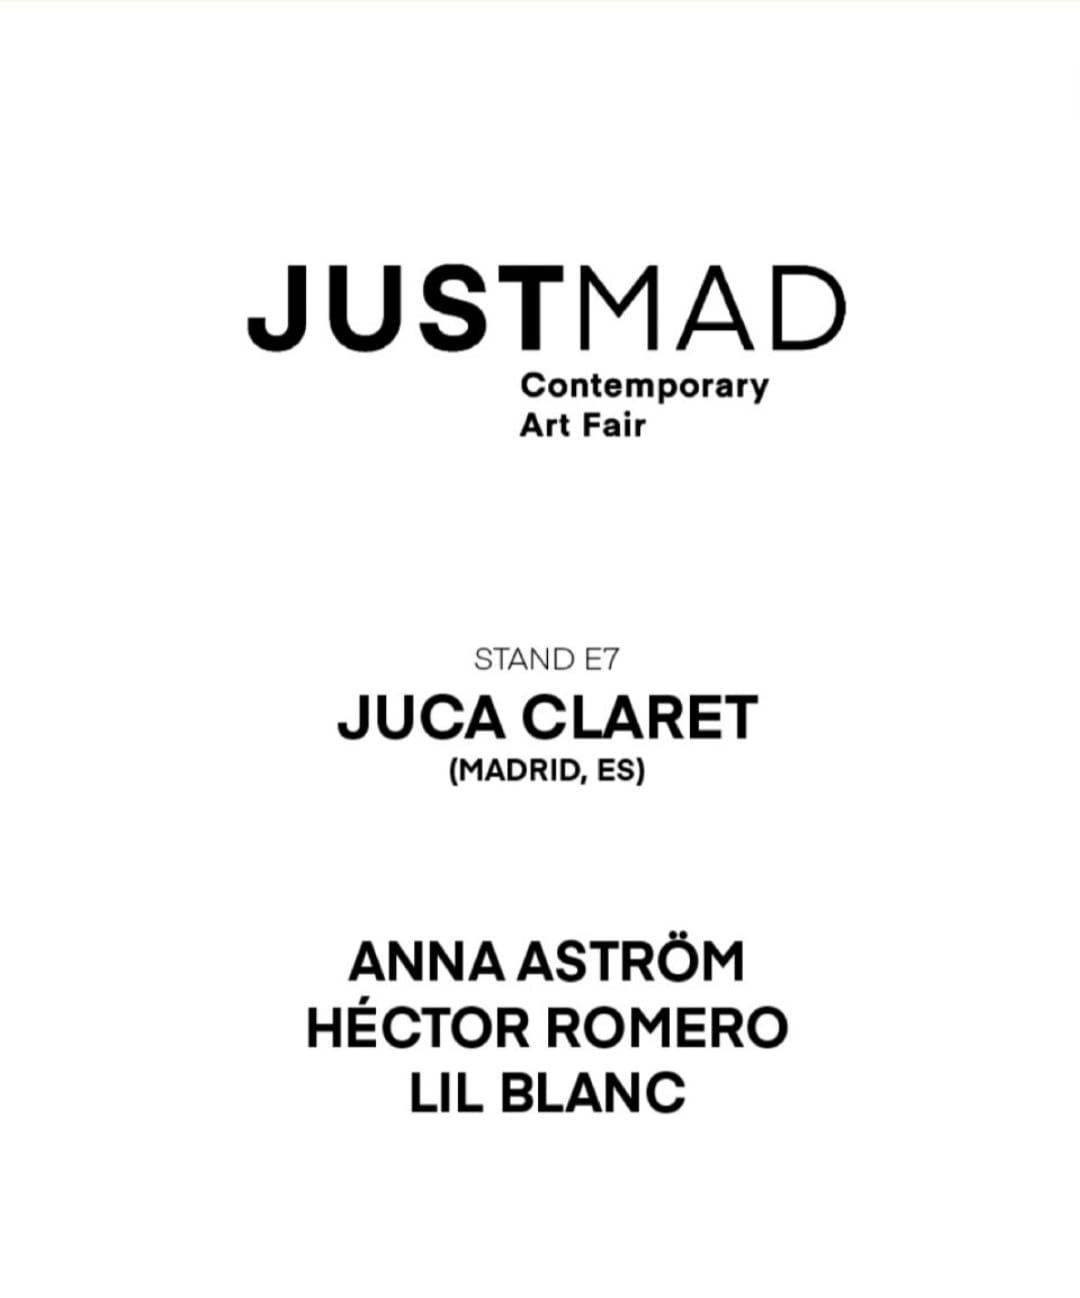 JUSTMAD
Contemporary
Art Fair
STAND E7
JUCA CLARET
(MADRID, ES)
ANNA ASTRÖM
HÉCTOR ROMERO
LIL BLANC